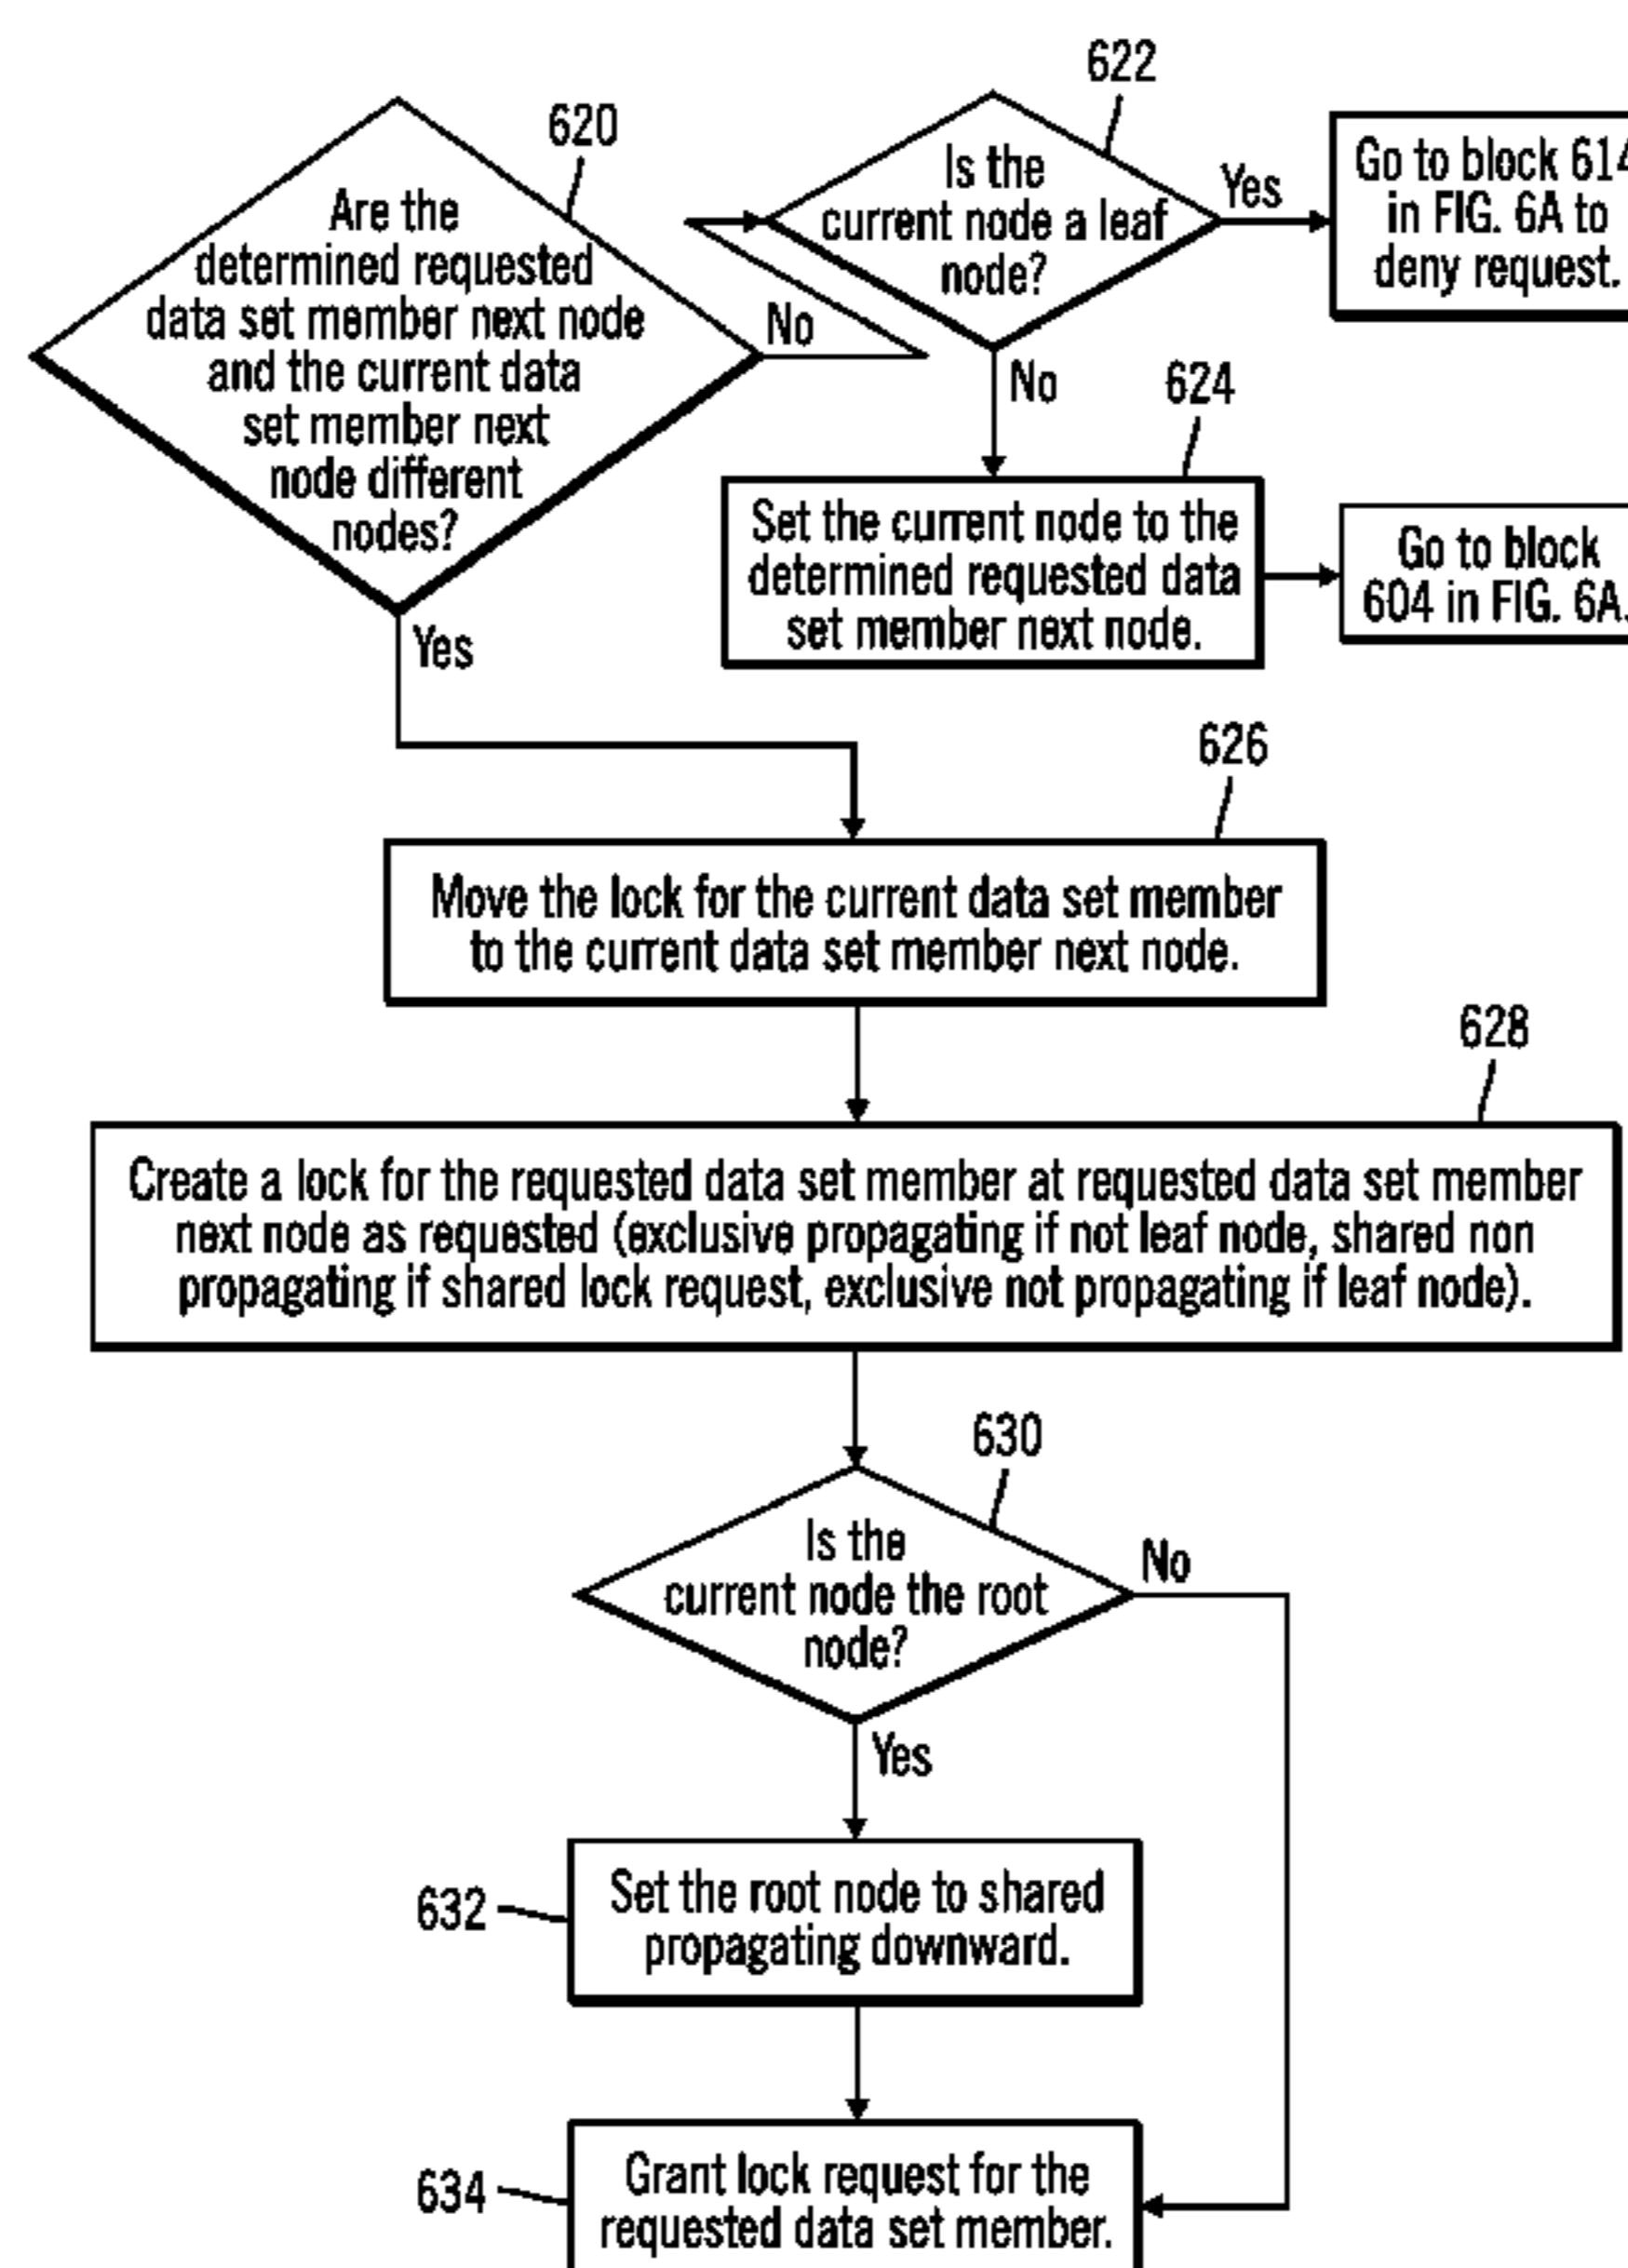 620
Are the
determined requested
data set member next node
and the current data
set member next
node different
nodes?
No
Yes
622
Is the
current node a leaf
node?
Yes
No
Go to block 614
in FIG. 6A to
deny request.
624
Set the current node to the
determined requested data
set member next node.
Go to block
604 in FIG. 6A.
626
Move the lock for the current data set member
to the current data set member next node.
628
Create a lock for the requested data set member at requested data set member
next node as requested (exclusive propagating if not leaf node, shared non
propagating if shared lock request, exclusive not propagating if leaf node).
630
Is the
current node the root
node?
No
Yes
632
Set the root node to shared
propagating downward.
634
Grant lock request for the
requested data set member.